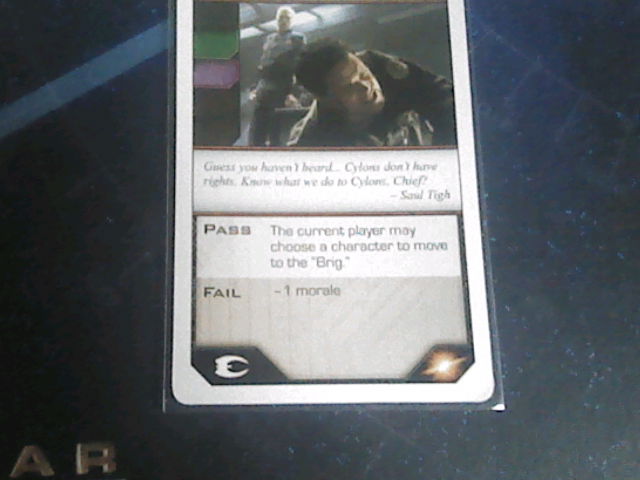 Guess you haven't heard... Cylons don't have
rights. Know what we do to Cylons, Chief?
– Saul Tigh
PASS The current player may
choose a character to move
to the "Brig."
FAIL -1 morale
AR